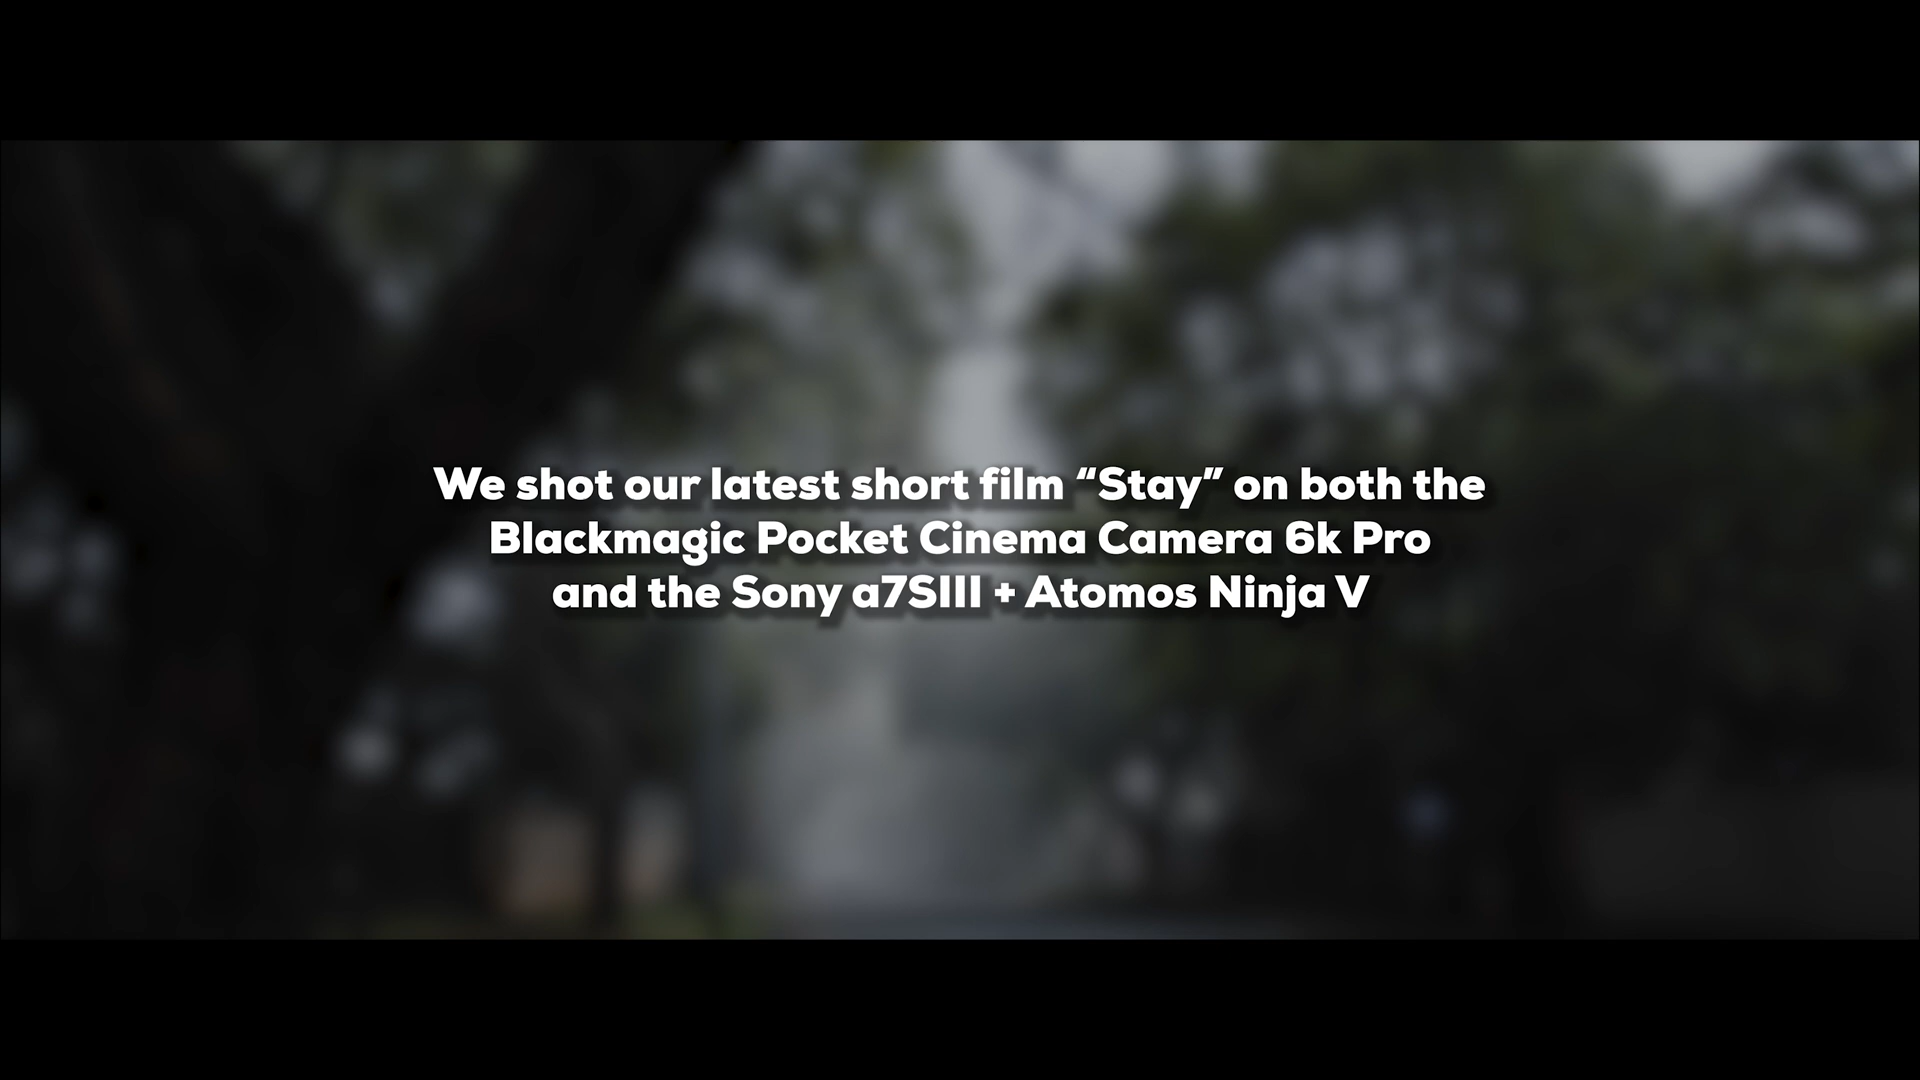 We shot our latest short film “Stay” on both the
Blackmagic Pocket Cinema Camera 6k Pro
and the Sony a7SIII + Atomos Ninja V